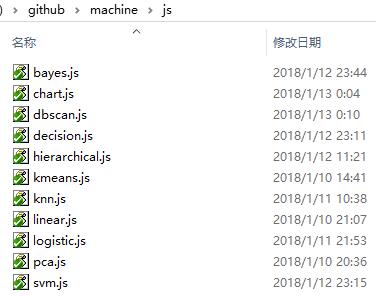 ) › github › machine › js
名称 修改日期
bayes.js 2018/1/12 23:44
chart.js 2018/1/13 0:04
dbscan.js 2018/1/13 0:10
decision.js 2018/1/12 23:11
hierarchical.js 2018/1/12 11:21
kmeans.js 2018/1/10 14:41
knn.js 2018/1/11 10:38
linear.js 2018/1/10 21:07
logistic.js 2018/1/11 21:53
pca.js 2018/1/10 20:36
svm.js 2018/1/12 23:15